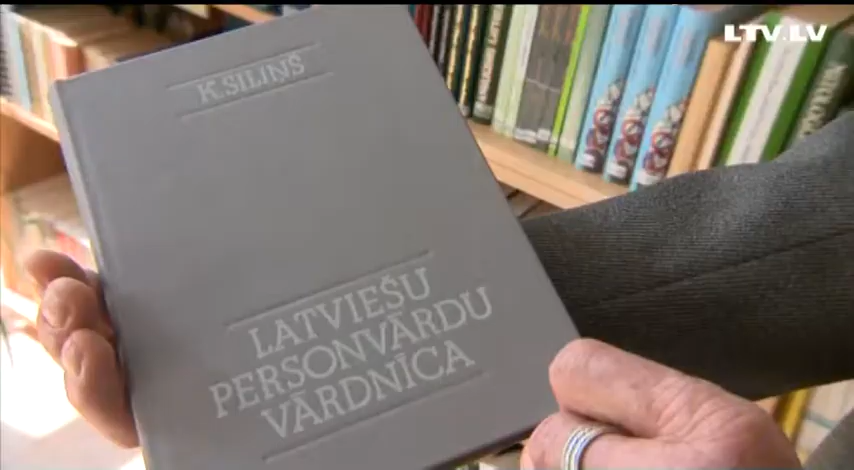 LTV.LV
K. SILIŅŠ
LATVIEŠU
PERSONVĀRDU
VĀRDNĪCA